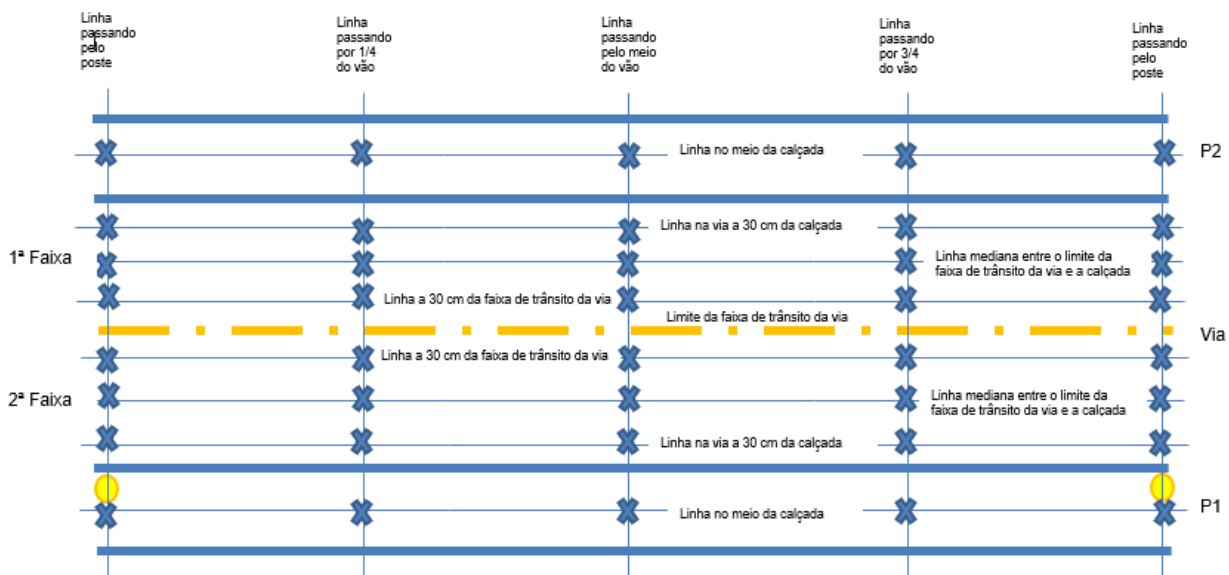 Linha
passando
pelo
poste
Linha
passando
por 1/4
do vão
Linha
passando
pelo meio
do vão
Linha
passando
por 3/4
do vão
Linha
passando
pelo
poste
Linha no meio da calçada
P2
Linha na via a 30 cm da calçada
1ª Faixa
Linha mediana entre o limite da
faixa de trânsito da via e a calçada
Linha a 30 cm da faixa de trânsito da via
Limite da faixa de trânsito da via
Via
Linha a 30 cm da faixa de trânsito da via
2ª Faixa
Linha mediana entre o limite da
faixa de trânsito da via e a calçada
Linha na via a 30 cm da calçada
Linha no meio da calçada
P1